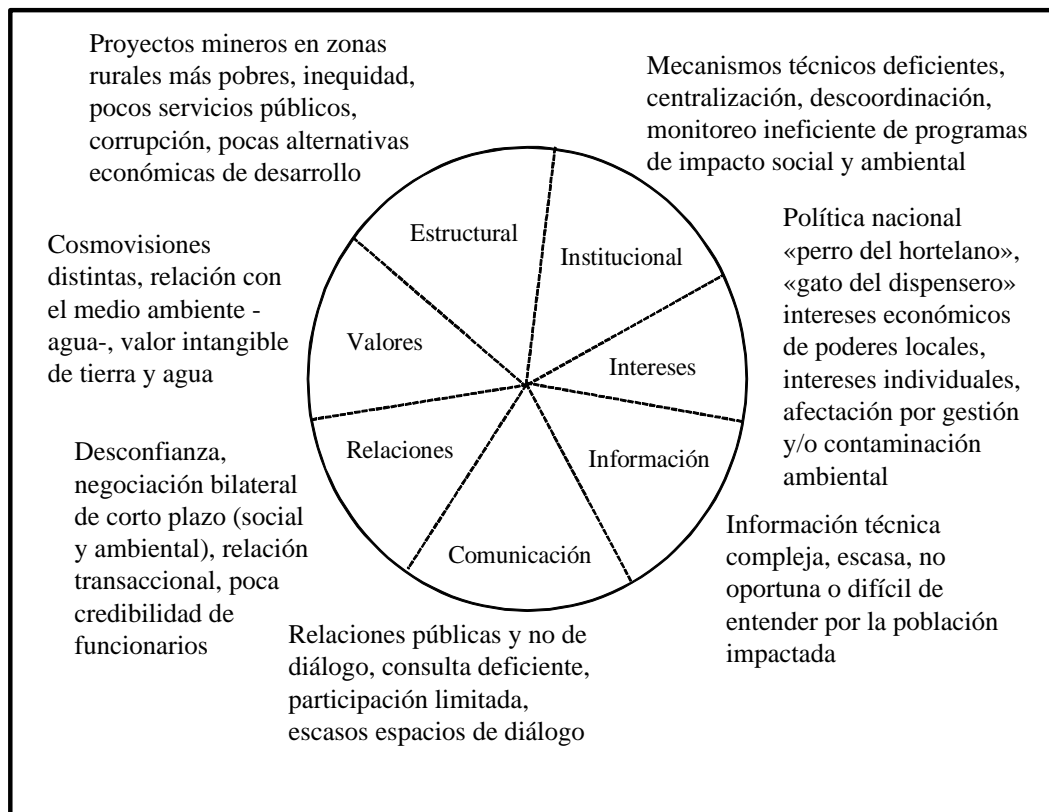 Proyectos mineros en zonas
rurales más pobres, inequidad,
pocos servicios públicos,
corrupción, pocas alternativas
económicas de desarrollo
Mecanismos técnicos deficientes,
centralización, descoordinación,
monitoreo ineficiente de programas
de impacto social y ambiental
Estructural
Institucional
Cosmovisiones
distintas, relación con
el medio ambiente -
agua-, valor intangible
de tierra y agua
Valores
Intereses
Política nacional
«perro del hortelano»,
«gato del dispensero»
intereses económicos
de poderes locales,
intereses individuales,
afectación por gestión
y/o contaminación
ambiental
Relaciones
Información
Comunicación
Desconfianza,
negociación bilateral
de corto plazo (social
y ambiental), relación
transaccional, poca
credibilidad de
funcionarios
Información técnica
compleja, escasa, no
oportuna o difícil de
entender por la población
impactada
Relaciones públicas y no de
diálogo, consulta deficiente,
participación limitada,
escasos espacios de diálogo